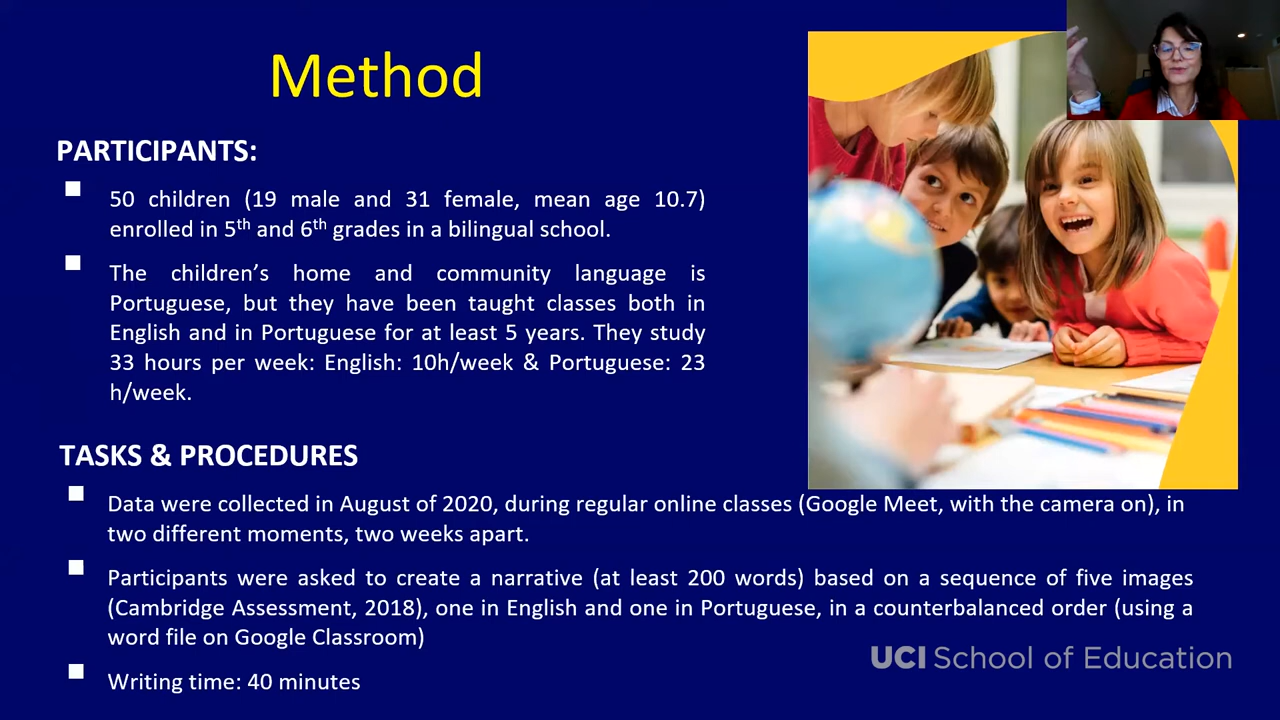 Method
PARTICIPANTS:
50 children (19 male and 31 female, mean age 10.7)
enrolled in 5th and 6th grades in a bilingual school.
The children’s home and community language is
Portuguese, but they have been taught classes both in
English and in Portuguese for at least 5 years. They study
33 hours per week: English: 10h/week & Portuguese: 23
h/week.
TASKS & PROCEDURES
Data were collected in August of 2020, during regular online classes (Google Meet, with the camera on), in
two different moments, two weeks apart.
Participants were asked to create a narrative (at least 200 words) based on a sequence of five images
(Cambridge Assessment, 2018), one in English and one in Portuguese, in a counterbalanced order (using a
word file on Google Classroom)
Writing time: 40 minutes
UCI School of Education